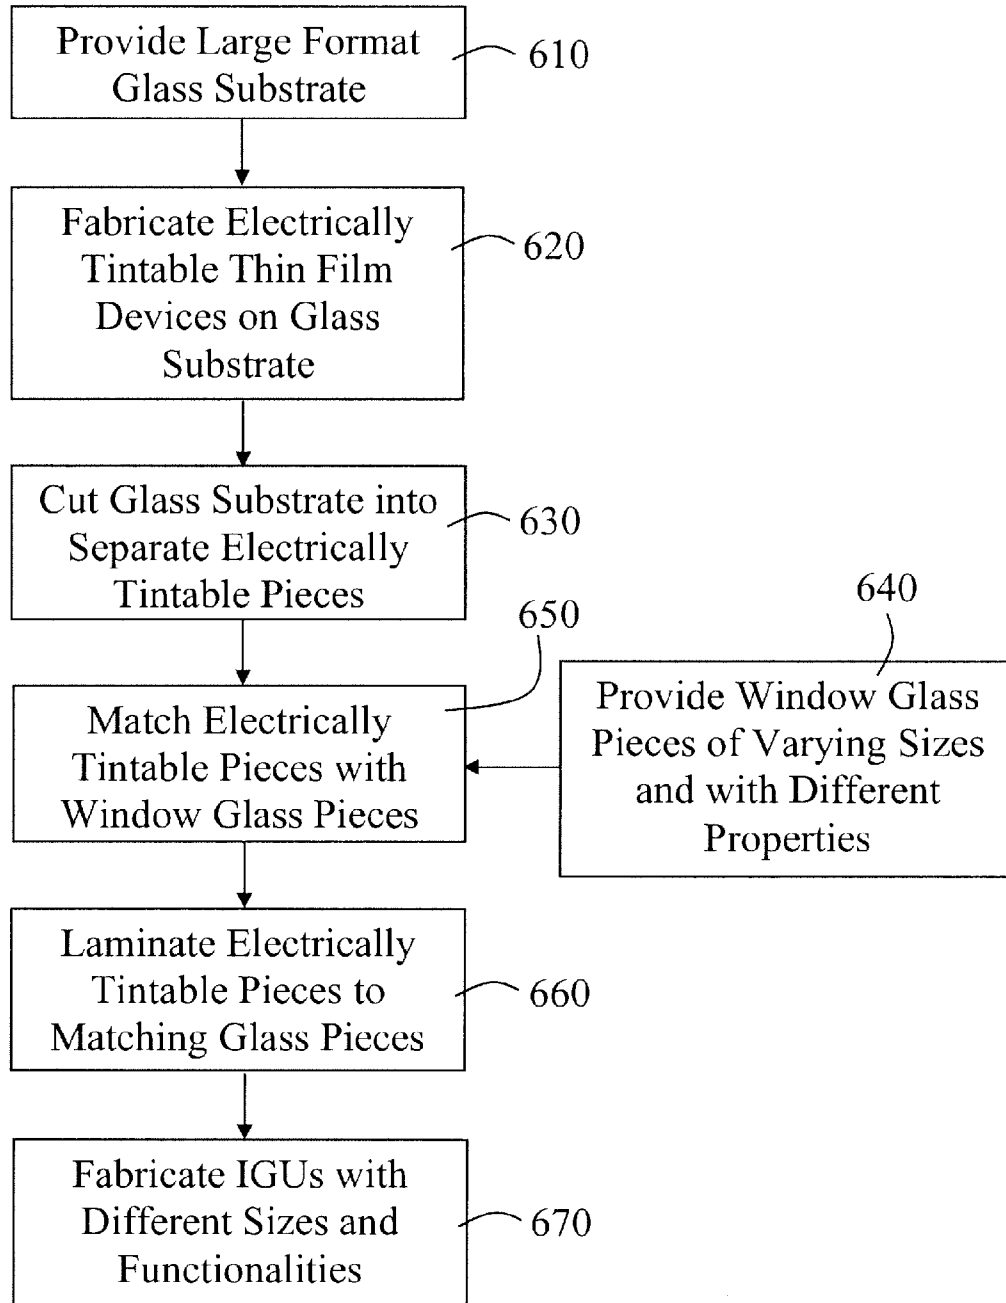 Provide Large Format
Glass Substrate
610
Fabricate Electrically
Tintable Thin Film
Devices on Glass
Substrate
620
Cut Glass Substrate into
Separate Electrically
Tintable Pieces
630
650
640
Match Electrically
Tintable Pieces with
Window Glass Pieces
Provide Window Glass
Pieces of Varying Sizes
and with Different
Properties
Laminate Electrically
Tintable Pieces to
Matching Glass Pieces
660
Fabricate IGUs with
Different Sizes and
Functionalities
670